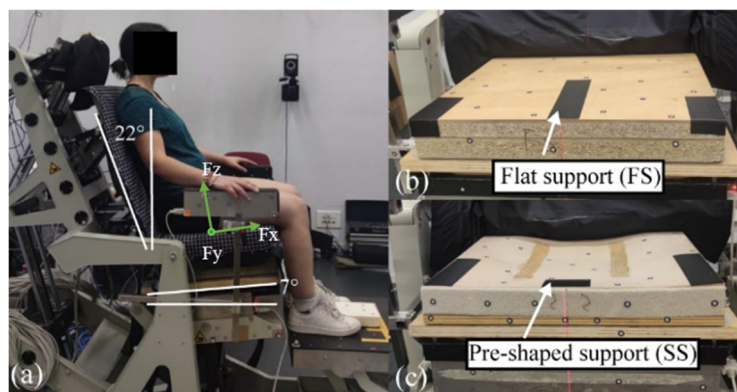 22°
Fz
Fx
Fy
7°
(a)
Flat support (FS)
(b)
Pre-shaped support (SS)
(c)